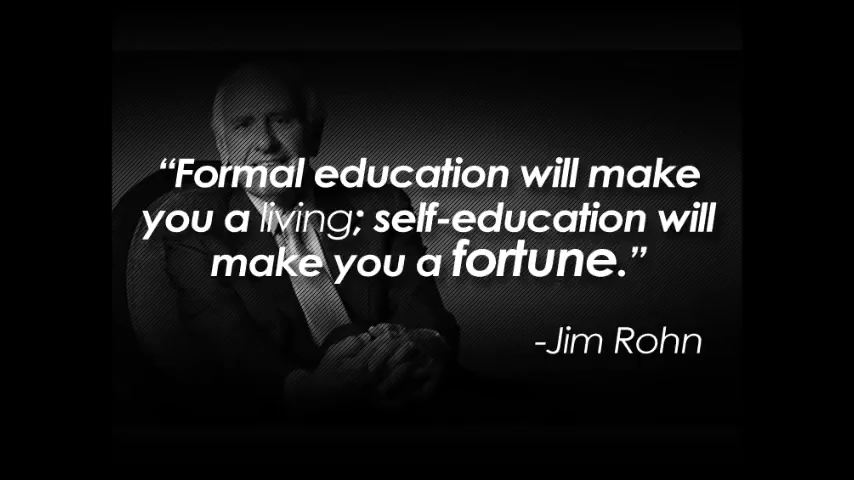 “Formal education will make
you a living; self-education will
make you a fortune.”
-Jim Rohn